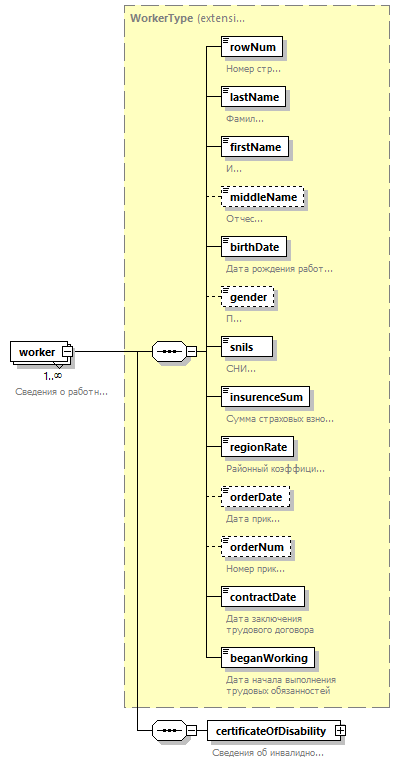 WorkerType (extensi...
rowNum
Номер стр...
lastName
Фамил...
firstName
И...
middleName
Отчес...
birthDate
Дата рождения работ...
gender
П...
worker
1..∞
Сведения о работн...
snils
СНИ...
insurenceSum
Сумма страховых взно...
regionRate
Районный коэффици...
orderDate
Дата прик...
orderNum
Номер прик...
contractDate
Дата заключения
трудового договора
beganWorking
Дата начала выполнения
трудовых обязанностей
certificateOfDisability
Сведения об инвалидно...